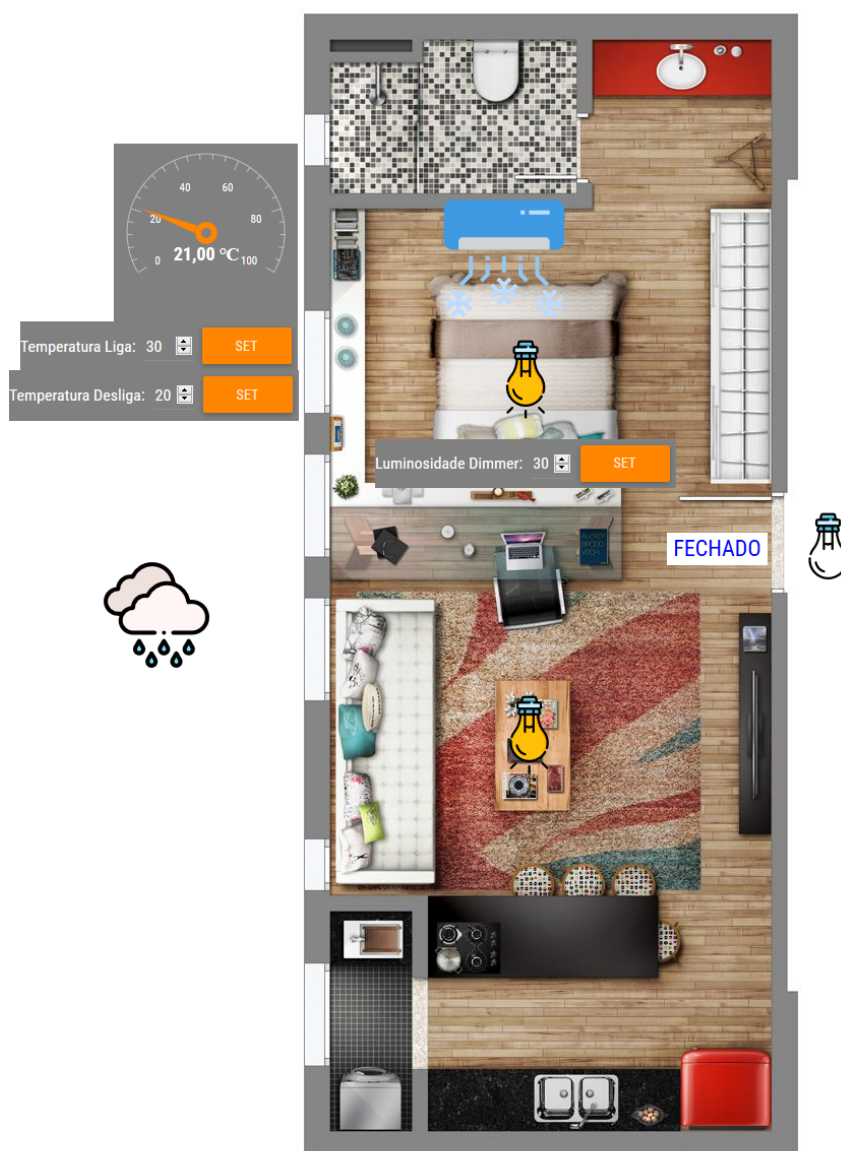 40 60
20 80
21,00 °C
0 100
Temperatura Liga: 30 SET
Temperatura Desliga: 20 SET
Luminosidade Dimmer: 30 SET
FECHADO